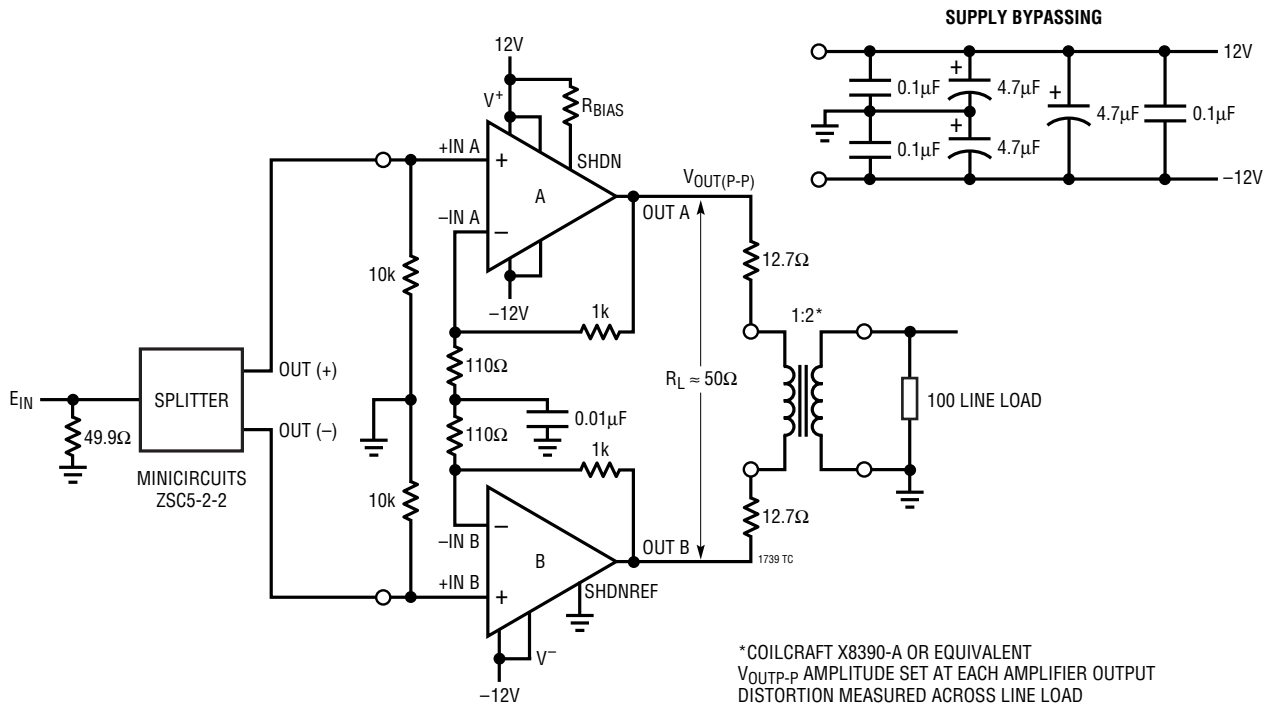 SUPPLY BYPASSING
12V
12V
V+
RBIAS
0.1µF
+
4.7µF
+
4.7µF
0.1µF
0.1µF
+
4.7µF
–12V
+IN A
+
SHDN
A
VOUT(P-P)
OUT A
–IN A
–
12.7Ω
10k
–12V
1k
1:2*
110Ω
OUT (+)
RL ≈ 50Ω
EIN
SPLITTER
100 LINE LOAD
49.9Ω
OUT (–)
0.01µF
110Ω
1k
MINICIRCUITS
ZSC5-2-2
10k
–
–IN B
12.7Ω
B
OUT B
1739 TC
+IN B
+
SHDNREF
V–
–12V
*COILCRAFT X8390-A OR EQUIVALENT
VOUTP-P AMPLITUDE SET AT EACH AMPLIFIER OUTPUT
DISTORTION MEASURED ACROSS LINE LOAD